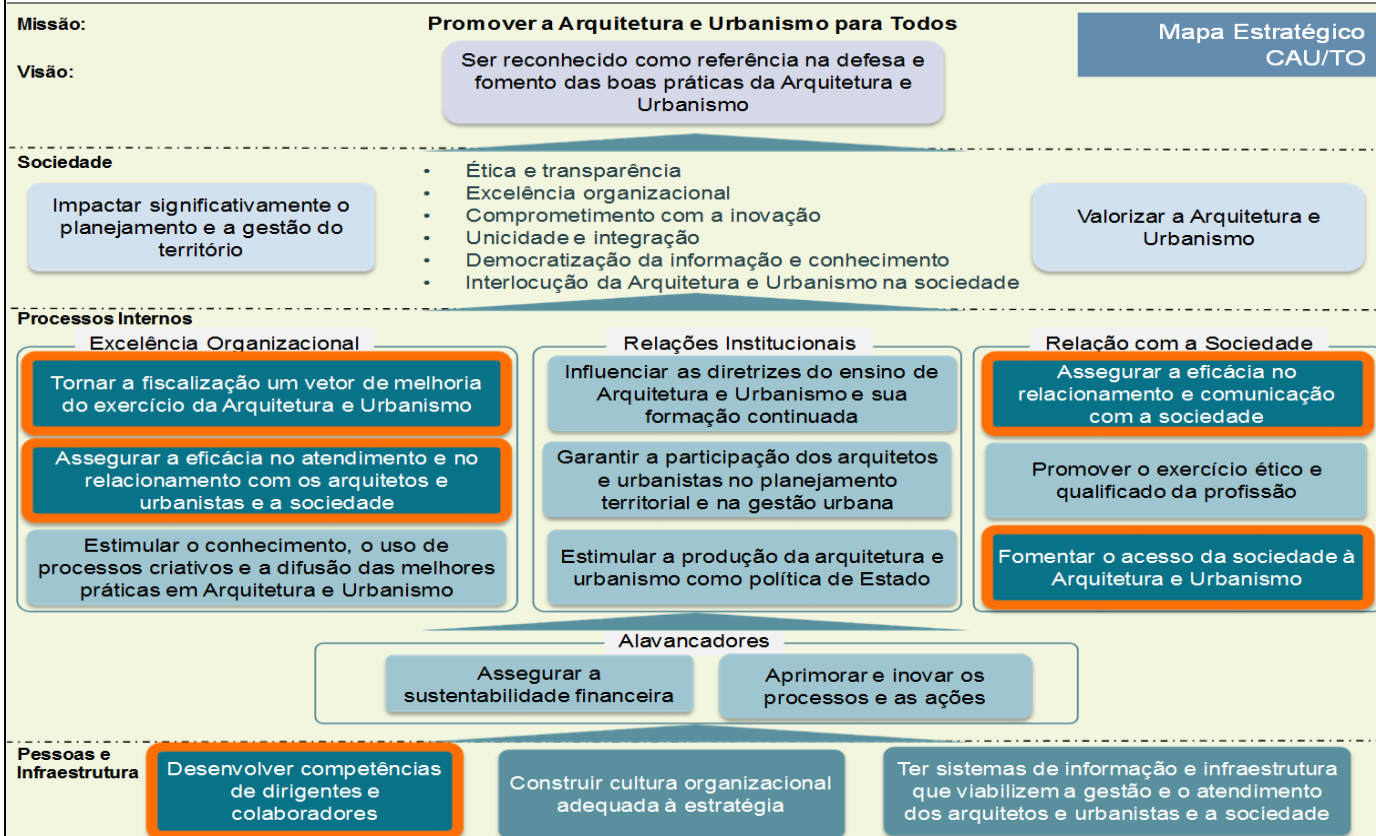 Missão:
Promover a Arquitetura e Urbanismo para Todos
Mapa Estratégico
CAU/TO
Visão:
Ser reconhecido como referência na defesa e
fomento das boas práticas da Arquitetura e
Urbanismo
Sociedade
Impactar significativamente o
planejamento e a gestão do
território
• Ética e transparência
• Excelência organizacional
• Comprometimento com a inovação
• Unicidade e integração
• Democratização da informação e conhecimento
• Interlocução da Arquitetura e Urbanismo na sociedade
Valorizar a Arquitetura e
Urbanismo
Processos Internos
Excelência Organizacional
Tornar a fiscalização um vetor de melhoria
do exercício da Arquitetura e Urbanismo
Assegurar a eficácia no atendimento e no
relacionamento com os arquitetos e
urbanistas e a sociedade
Estimular o conhecimento, o uso de
processos criativos e a difusão das melhores
práticas em Arquitetura e Urbanismo
Relações Institucionais
Influenciar as diretrizes do ensino de
Arquitetura e Urbanismo e sua
formação continuada
Garantir a participação dos arquitetos
e urbanistas no planejamento
territorial e na gestão urbana
Estimular a produção da arquitetura e
urbanismo como política de Estado
Relação com a Sociedade
Assegurar a eficácia no
relacionamento e comunicação
com a sociedade
Promover o exercício ético e
qualificado da profissão
Fomentar o acesso da sociedade à
Arquitetura e Urbanismo
Alavancadores
Assegurar a
sustentabilidade financeira
Aprimorar e inovar os
processos e as ações
Pessoas e
Infraestrutura
Desenvolver competências
de dirigentes e
colaboradores
Construir cultura organizacional
adequada à estratégia
Ter sistemas de informação e infraestrutura
que viabilizem a gestão e o atendimento
dos arquitetos e urbanistas e a sociedade